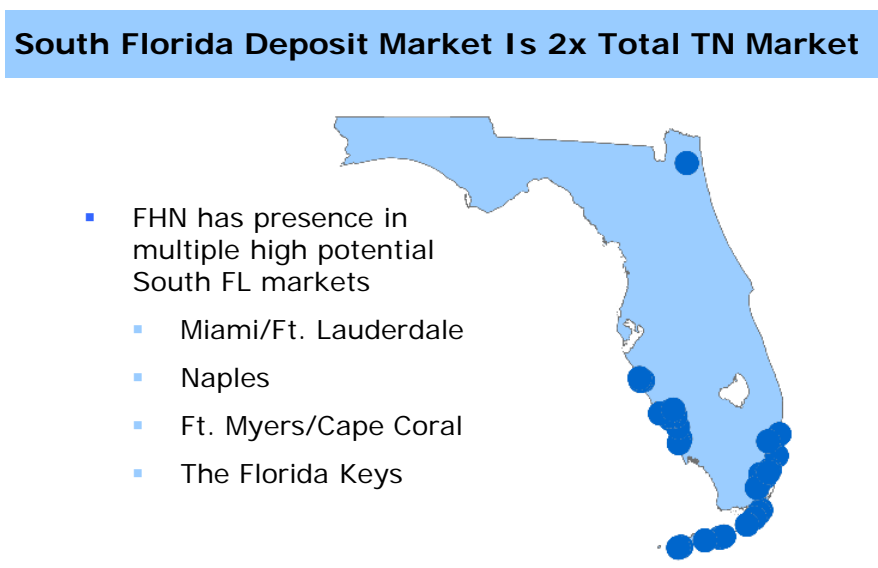 South Florida Deposit Market Is 2x Total TN Market
FHN has presence in
multiple high potential
South FL markets
Miami/Ft. Lauderdale
Naples
Ft. Myers/Cape Coral
The Florida Keys